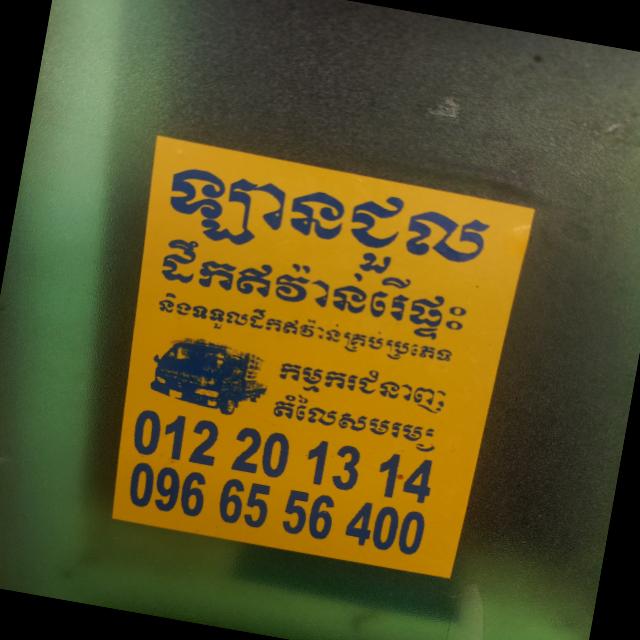 ឡានជួល
ដឹកឥវ៉ាន់រើផ្ទះ
និងទទួលដឹកឥវ៉ាន់គ្រប់ប្រភេទ
កម្មករជំនាញ
តំលៃសមរម្យ
012 20 13 14
096 65 56 400